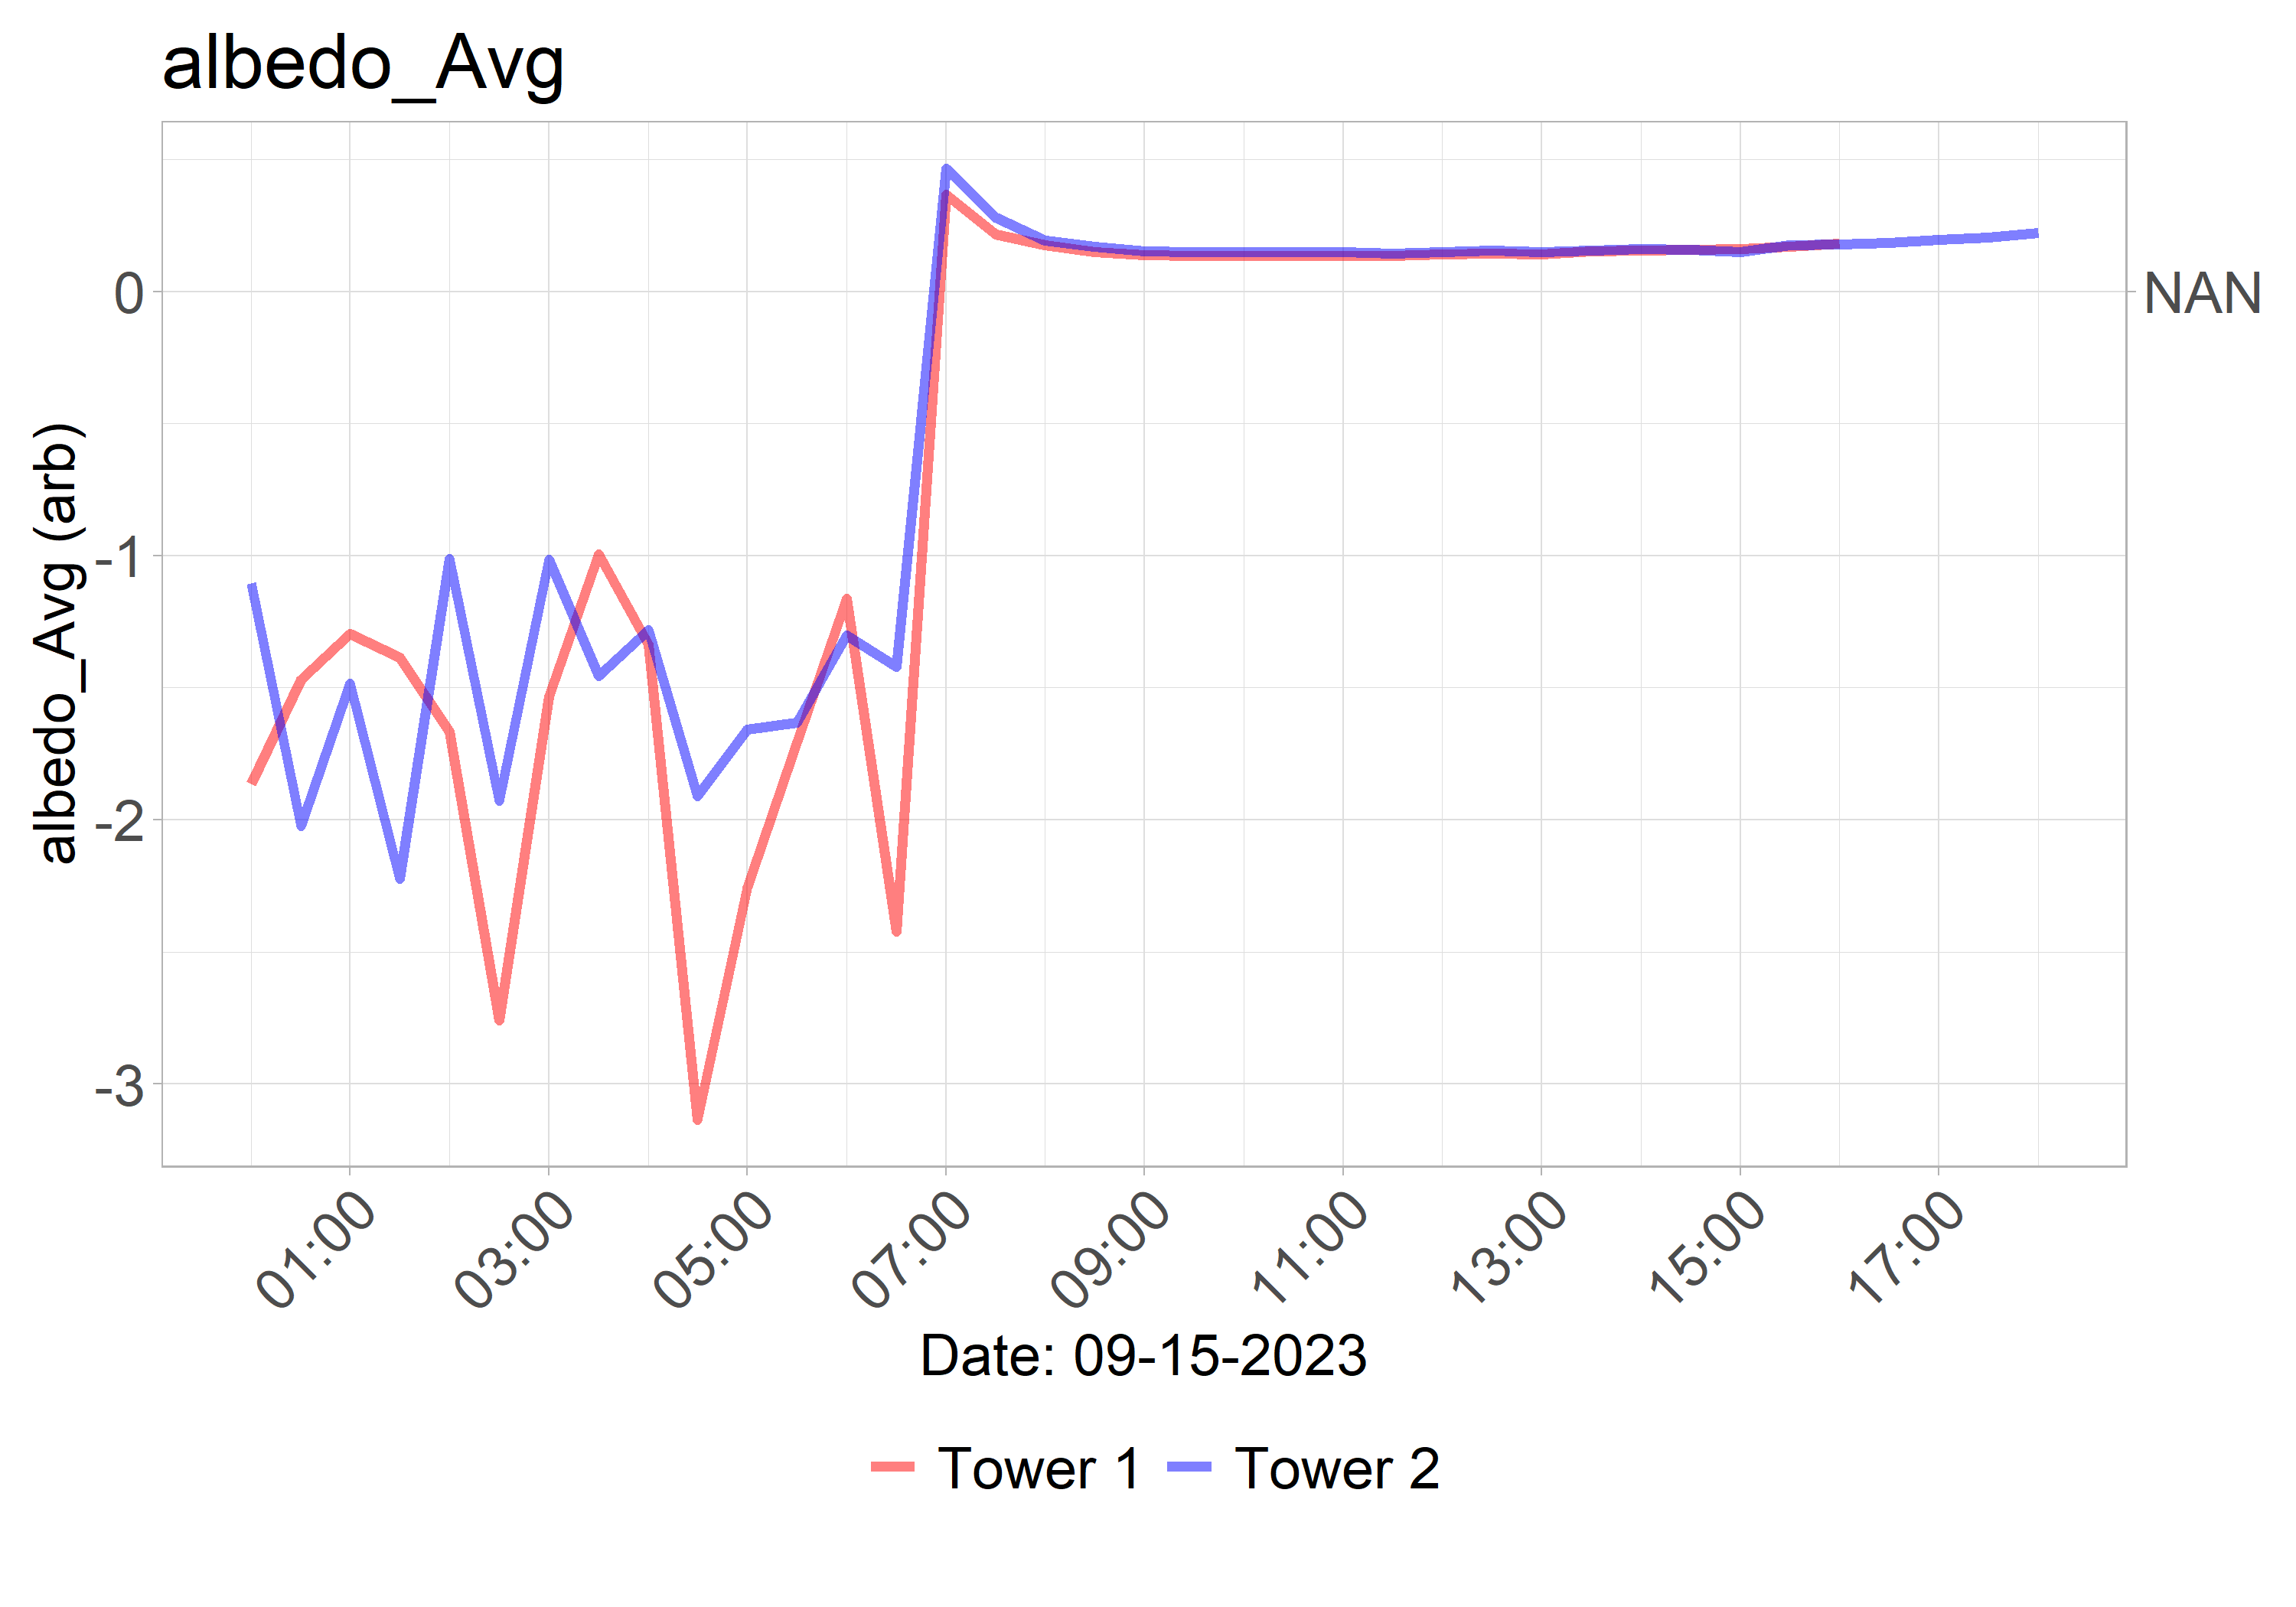 albedo_Avg
albedo_Avg (arb)
0
-1
-2
-3
NAN
01:00
03:00
05:00
07:00
09:00
11:00
13:00
15:00
17:00
Date: 09-15-2023
Tower 1
Tower 2